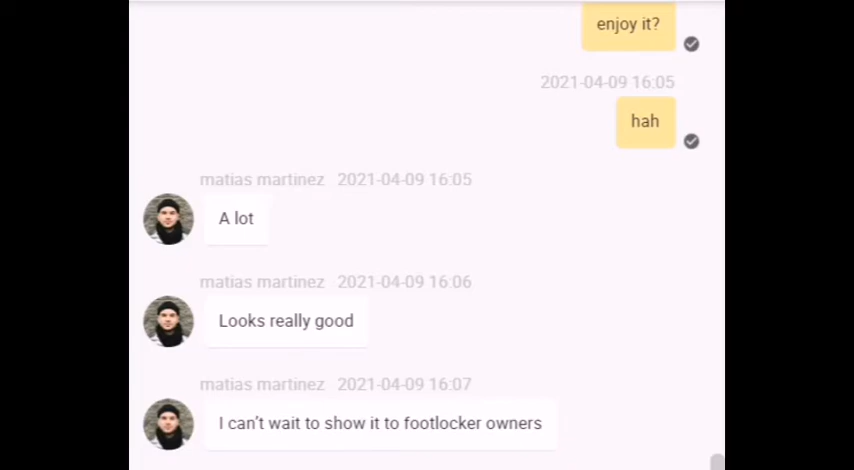 enjoy it?
2021-04-09 16:05
hah
matias martinez 2021-04-09 16:05
A lot
matias martinez 2021-04-09 16:06
Looks really good
matias martinez 2021-04-09 16:07
I can't wait to show it to footlocker owners